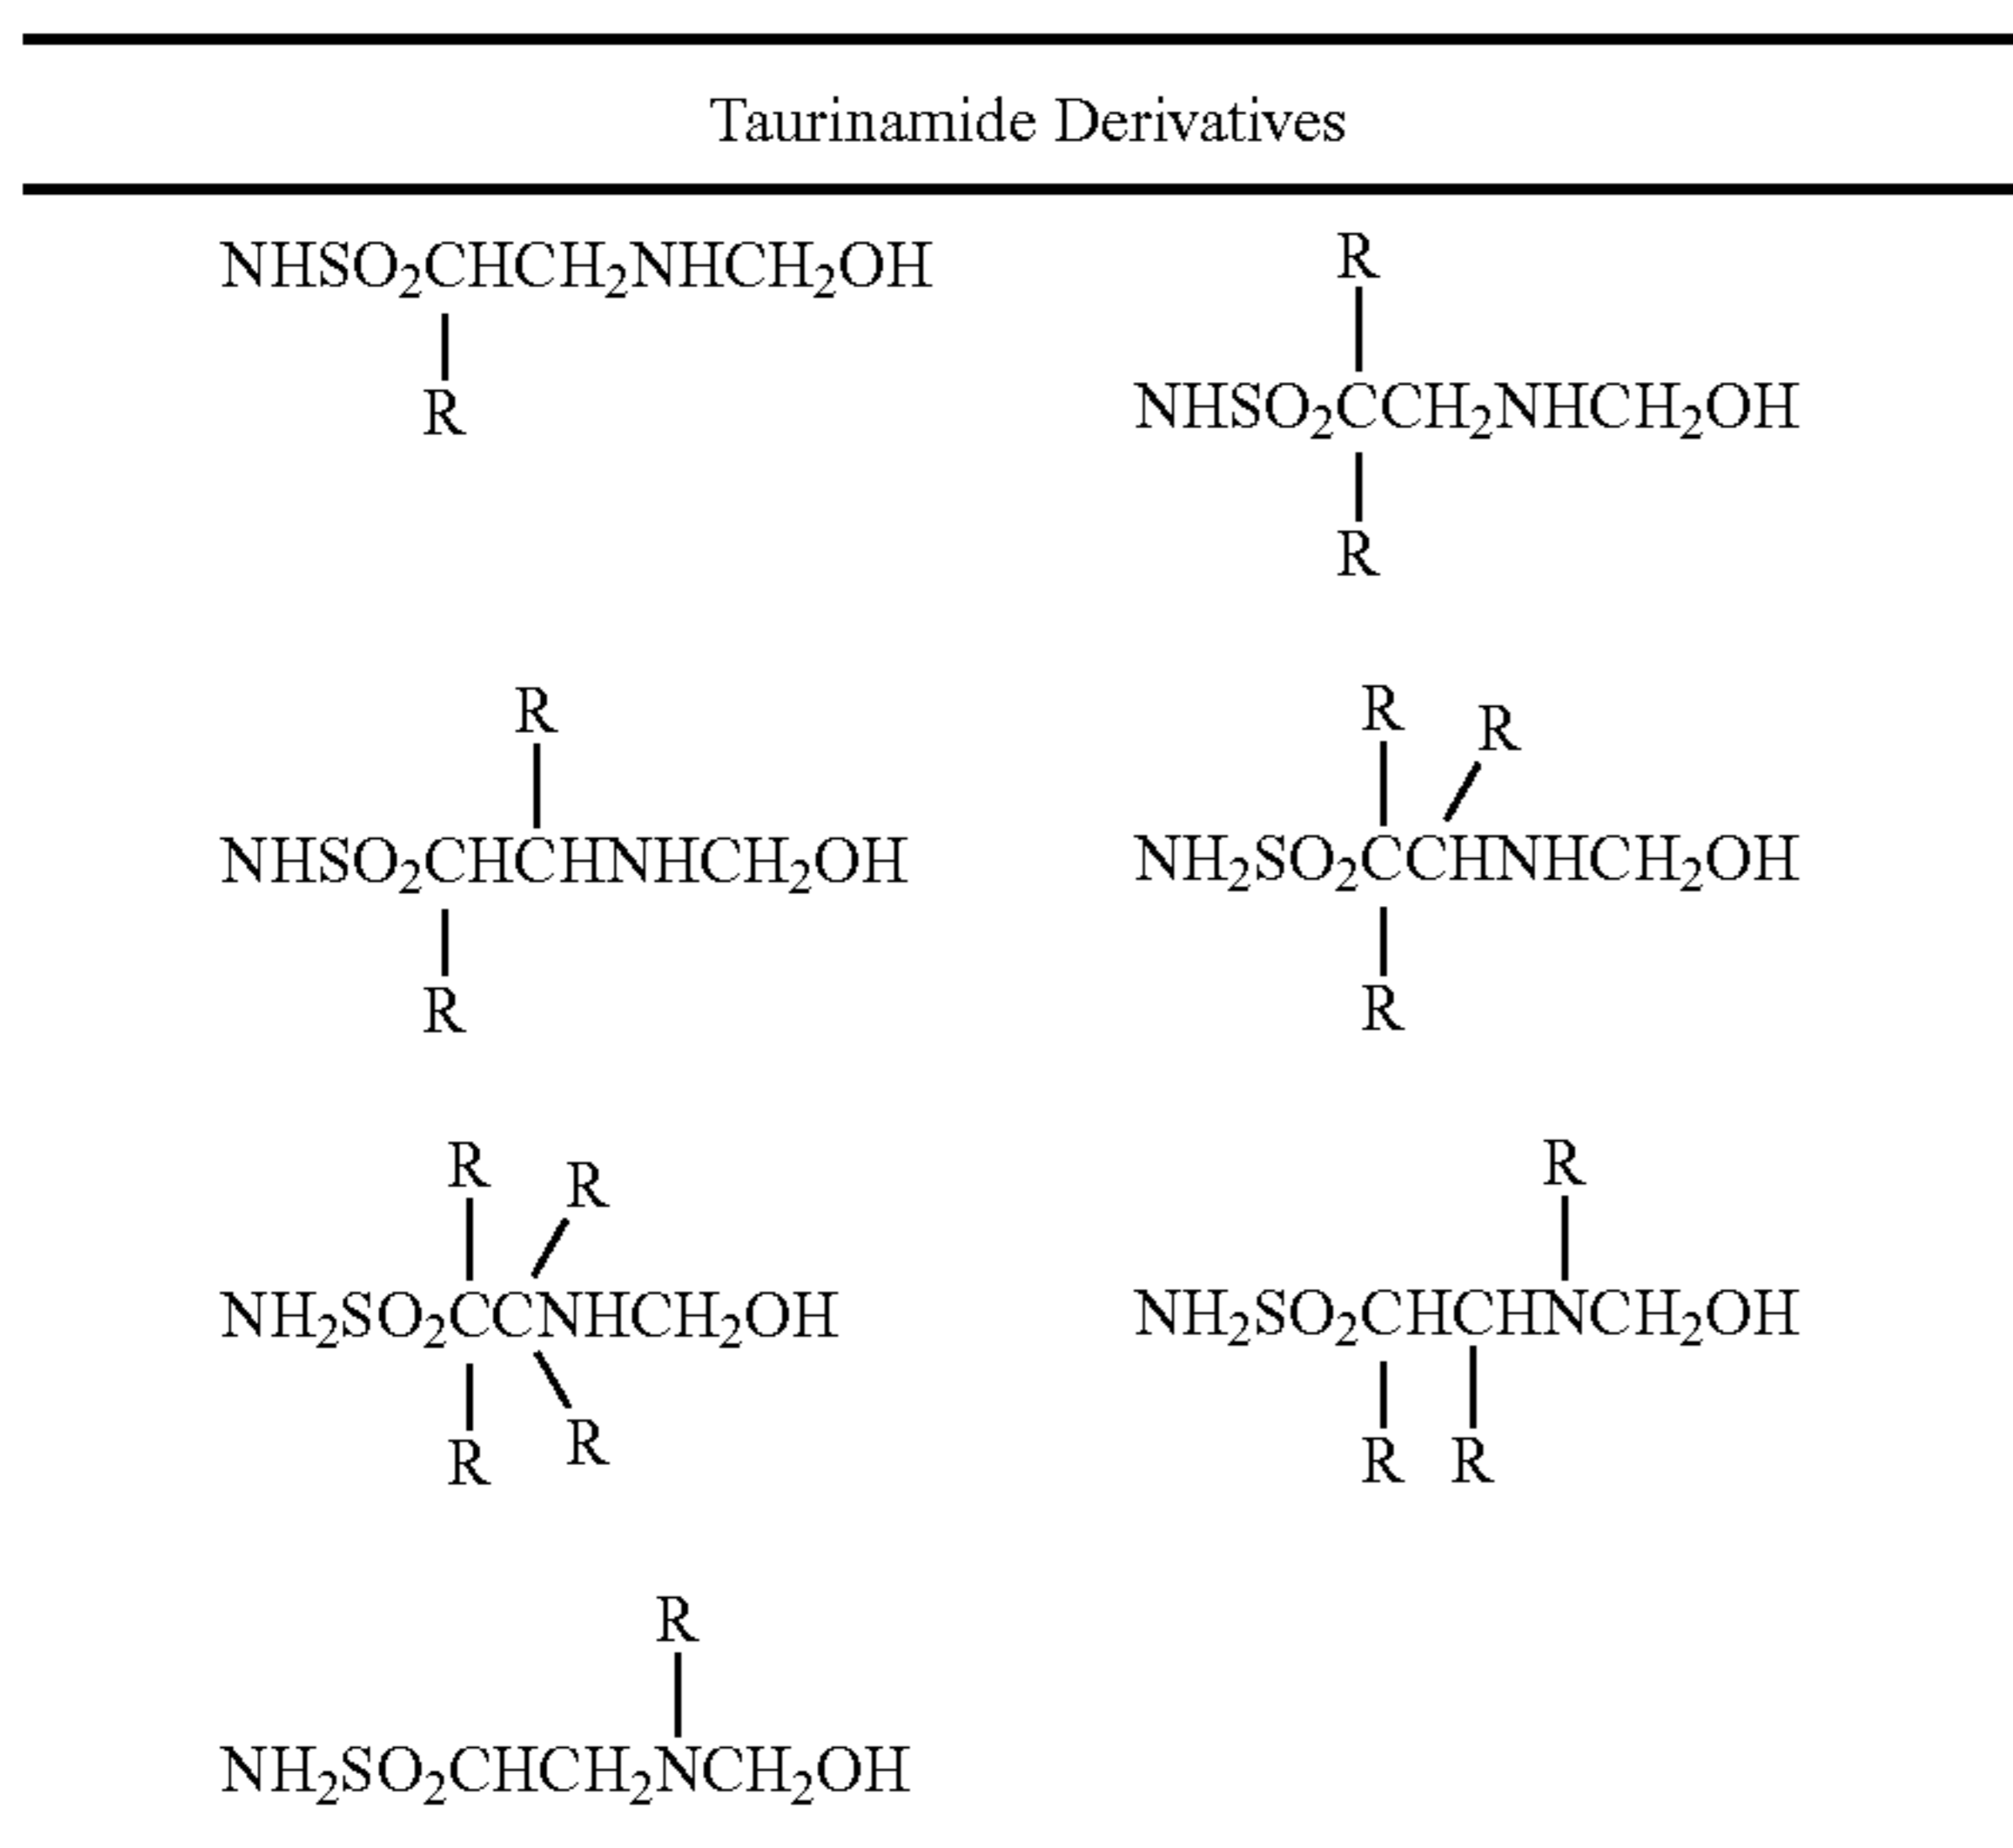 Taurinamide Derivatives
NHSO₂CHCH₂NHCH₂OH
R
R
NHSO₂CCH₂NHCH₂OH
R
R
NHSO₂CHCHNHCH₂OH
R
R R
NH₂SO₂CCHNHCH₂OH
R
R R
NH₂SO₂CCNHCH₂OH
R R
R
NH₂SO₂CHCHNCH₂OH
R R
R
NH₂SO₂CHCH₂NCH₂OH